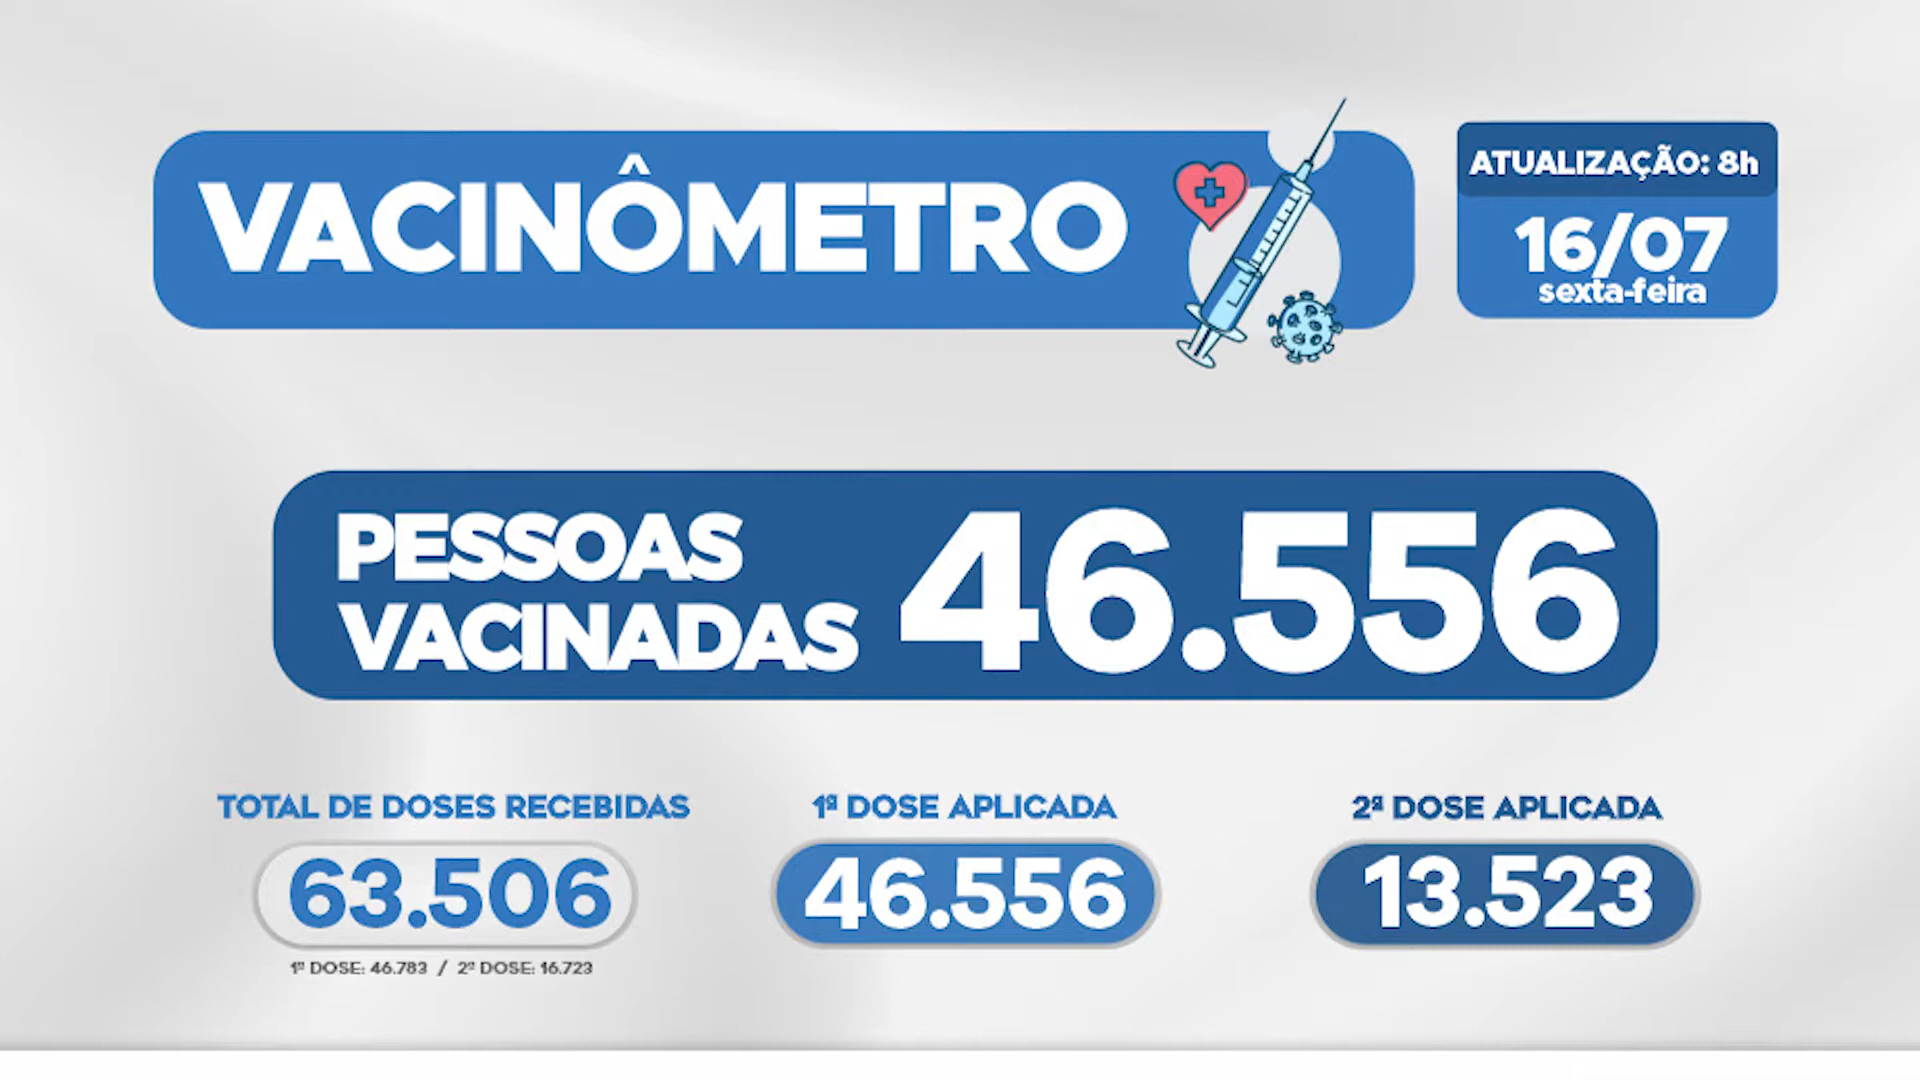 VACINÔMETRO
ATUALIZAÇÃO: 8h
16/07
sexta-feira
PESSOAS
VACINADAS
46.556
TOTAL DE DOSES RECEBIDAS
63.506
1ª DOSE: 46.783 / 2ª DOSE: 16.723
1ª DOSE APLICADA
46.556
2ª DOSE APLICADA
13.523